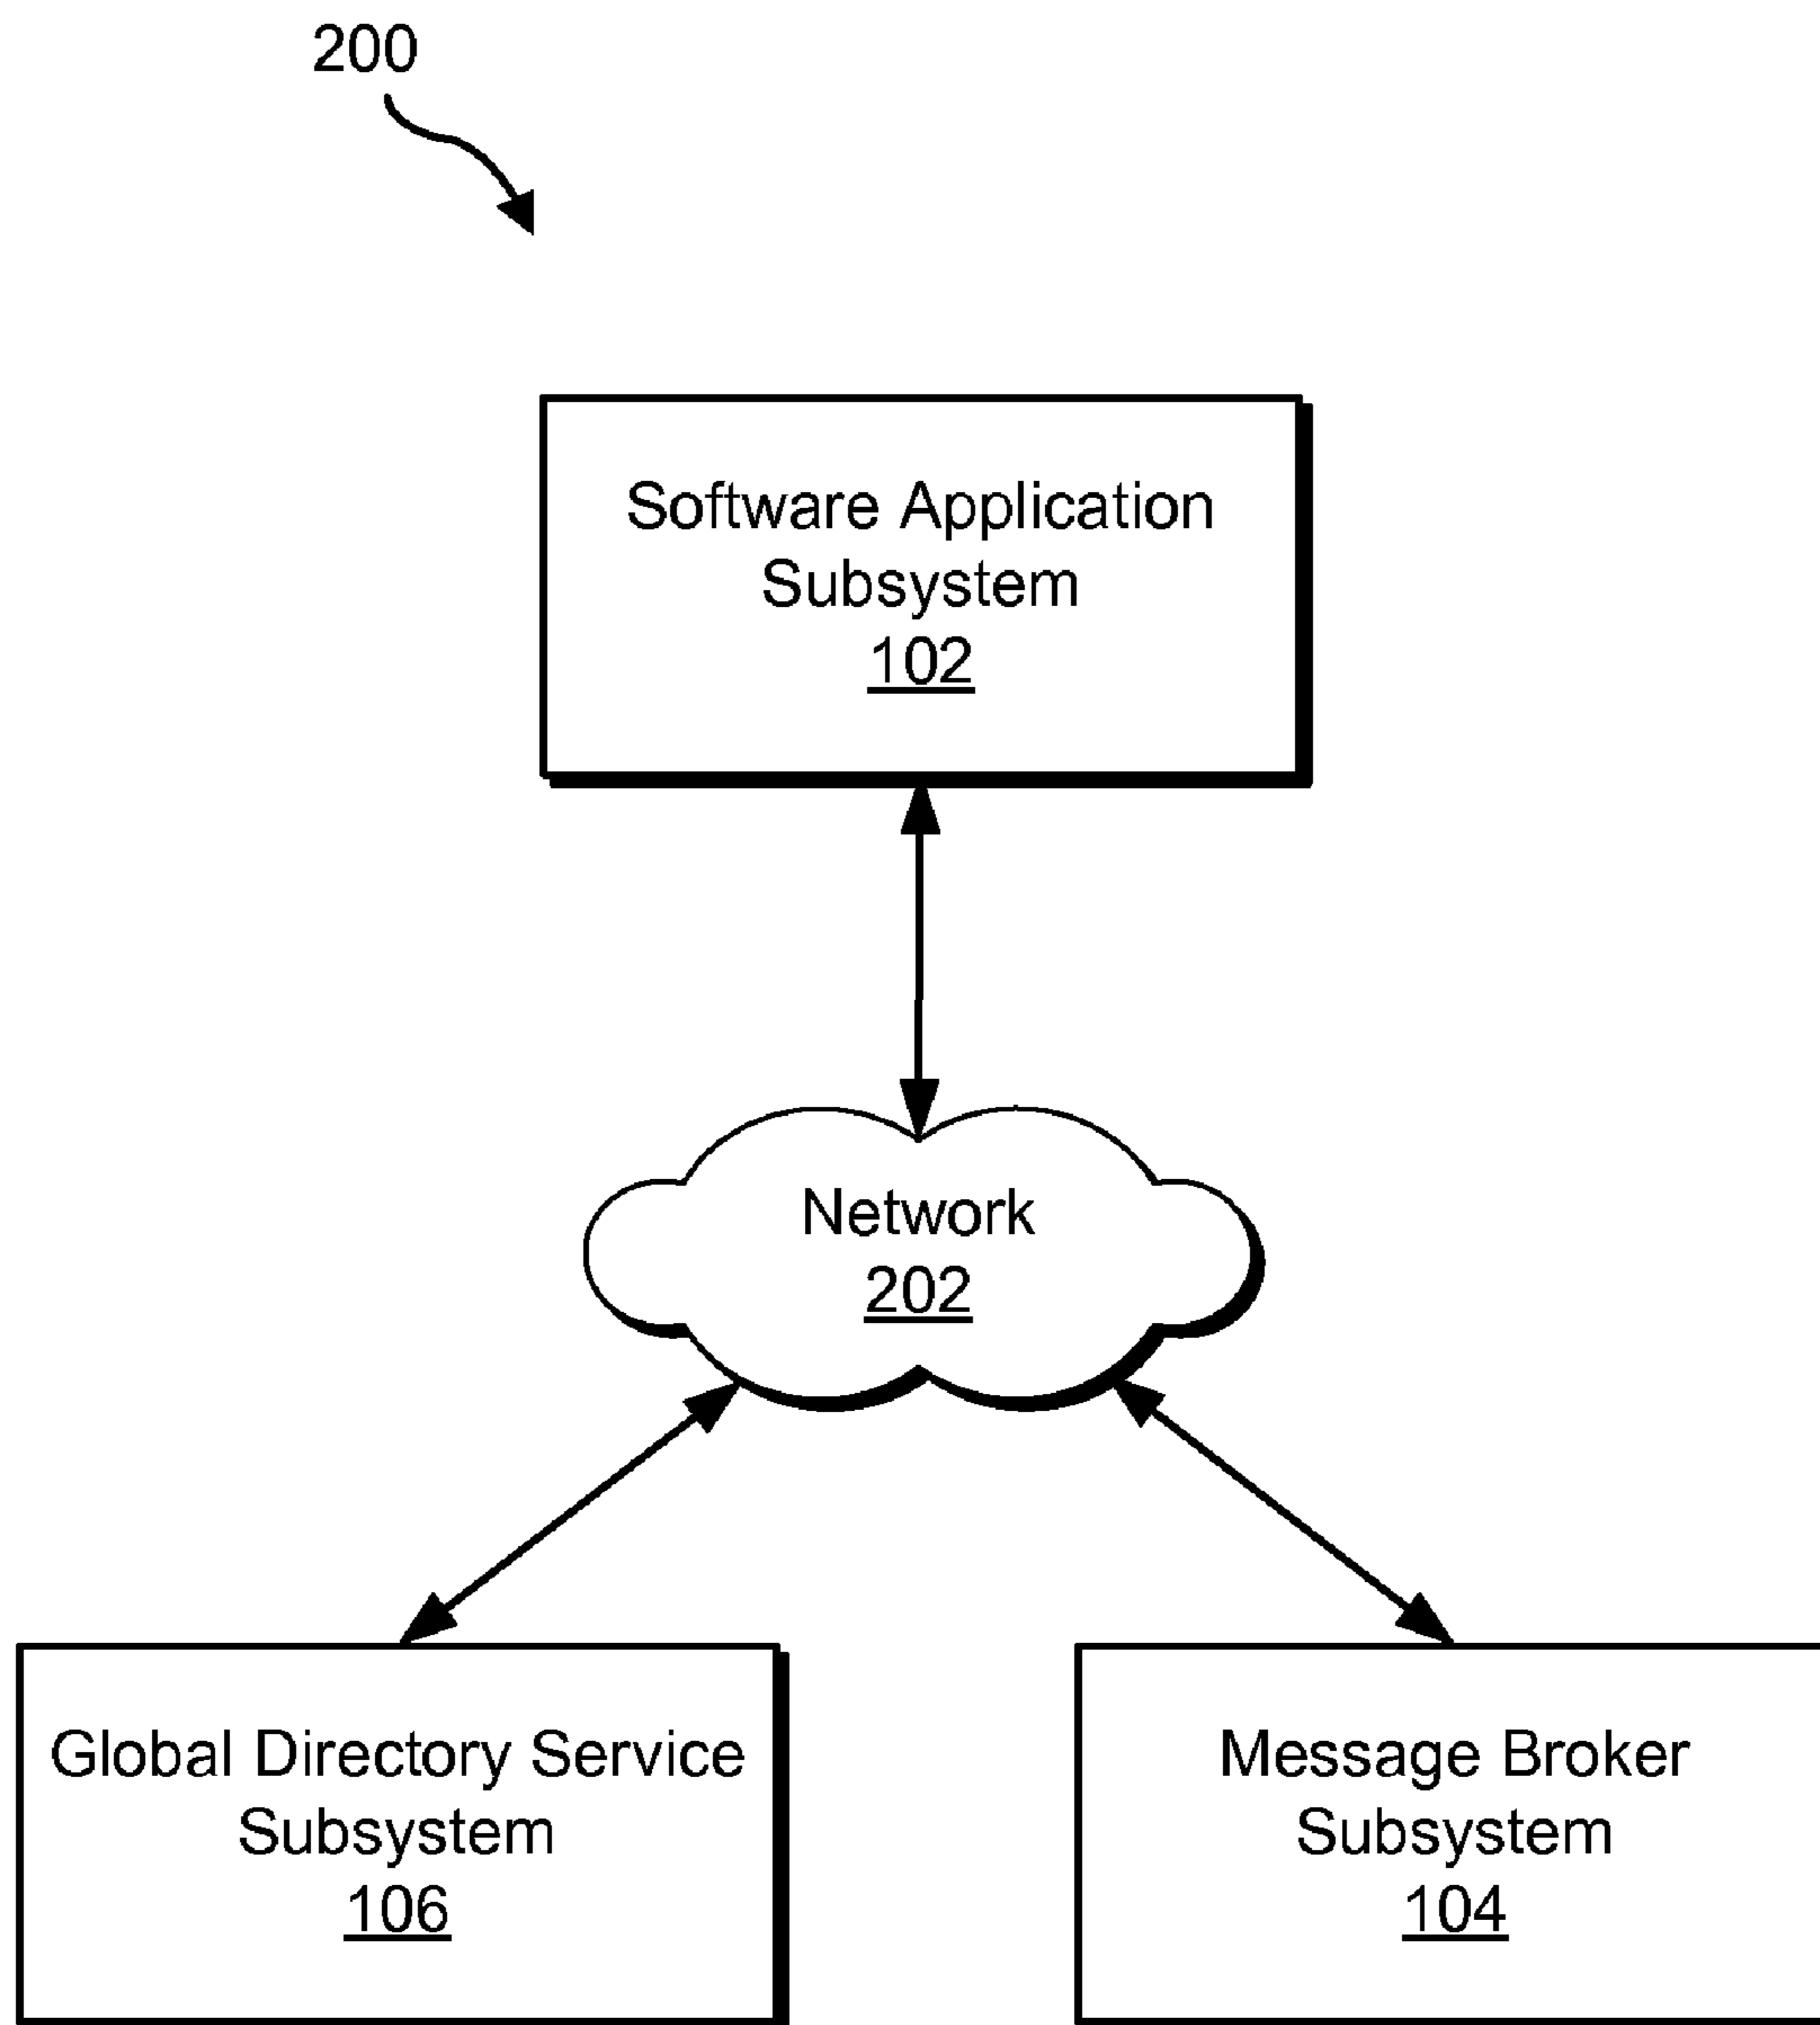 200
Software Application
Subsystem
102
Network
202
Global Directory Service
Subsystem
106
Message Broker
Subsystem
104